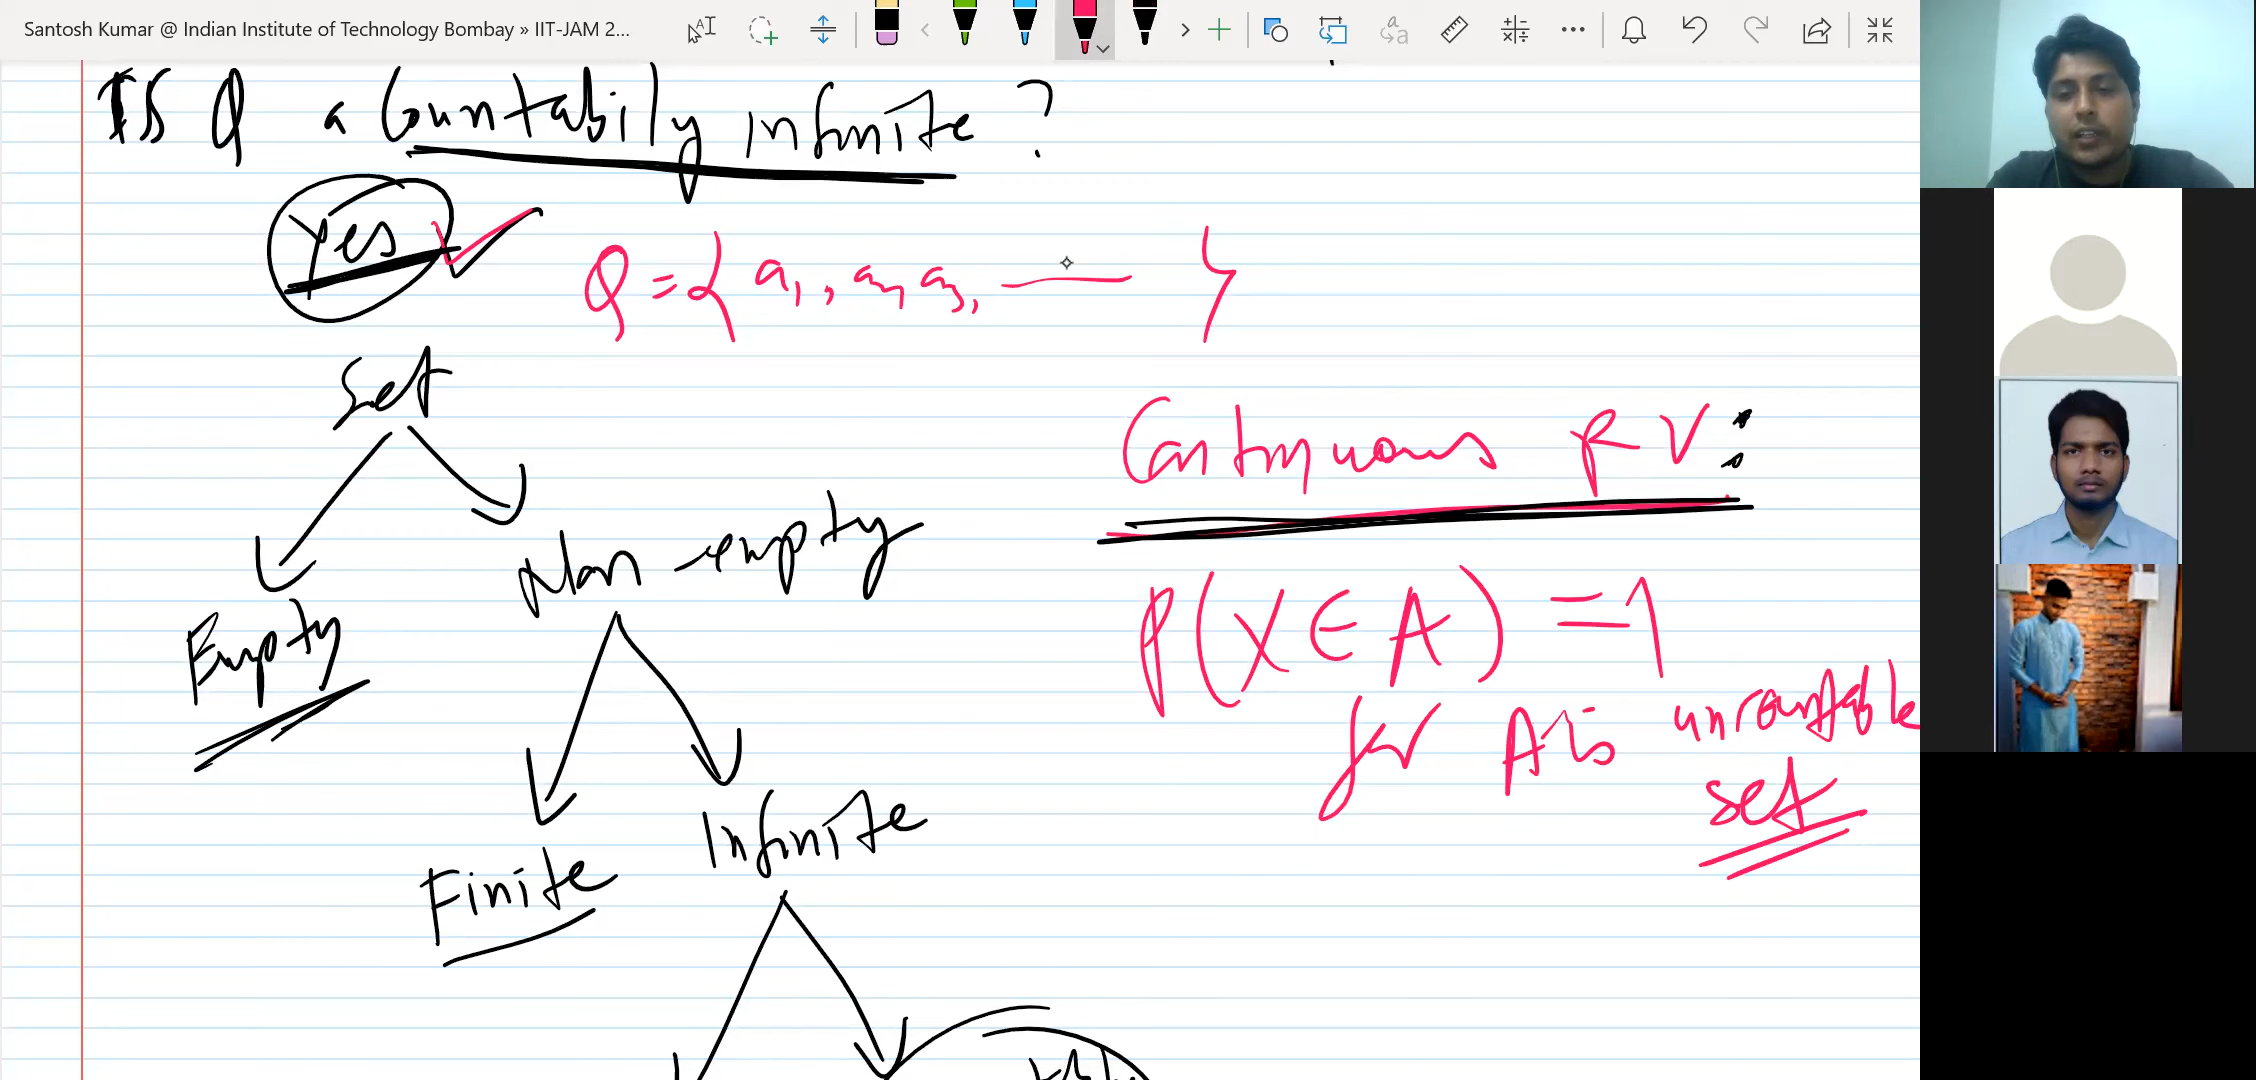 Santosh Kumar @ Indian Institute of Technology Bombay » IIT-JAM 2...
IS Q a Countabily infinite ?
Yes
Q = { a1, a2, a3, — }
Set
Continuous RV :
Non-empty
Empty
P(X ∈ A) = 1
for A is uncountable
set
Infinite
Finite